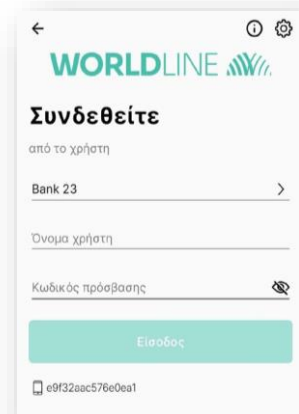 WORLDLINE
Συνδεθείτε
από το χρήστη
Bank 23
Όνομα χρήστη
Κωδικός πρόσβασης
Είσοδος
e9f32aac576e0ea1